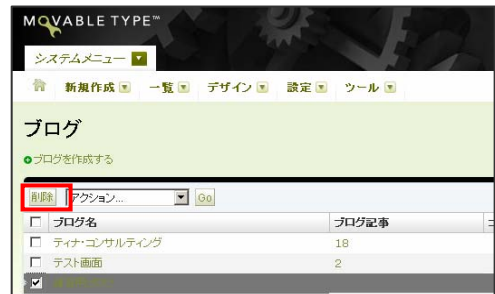 MOVABLE TYPE™
システムメニュー
新規作成 一覧 デザイン 設定 ツール
ブログ
ブログを作成する
削除 アクション... Go
ブログ名 ブログ記事
ティナ・コンサルティング 18
テスト画面 2